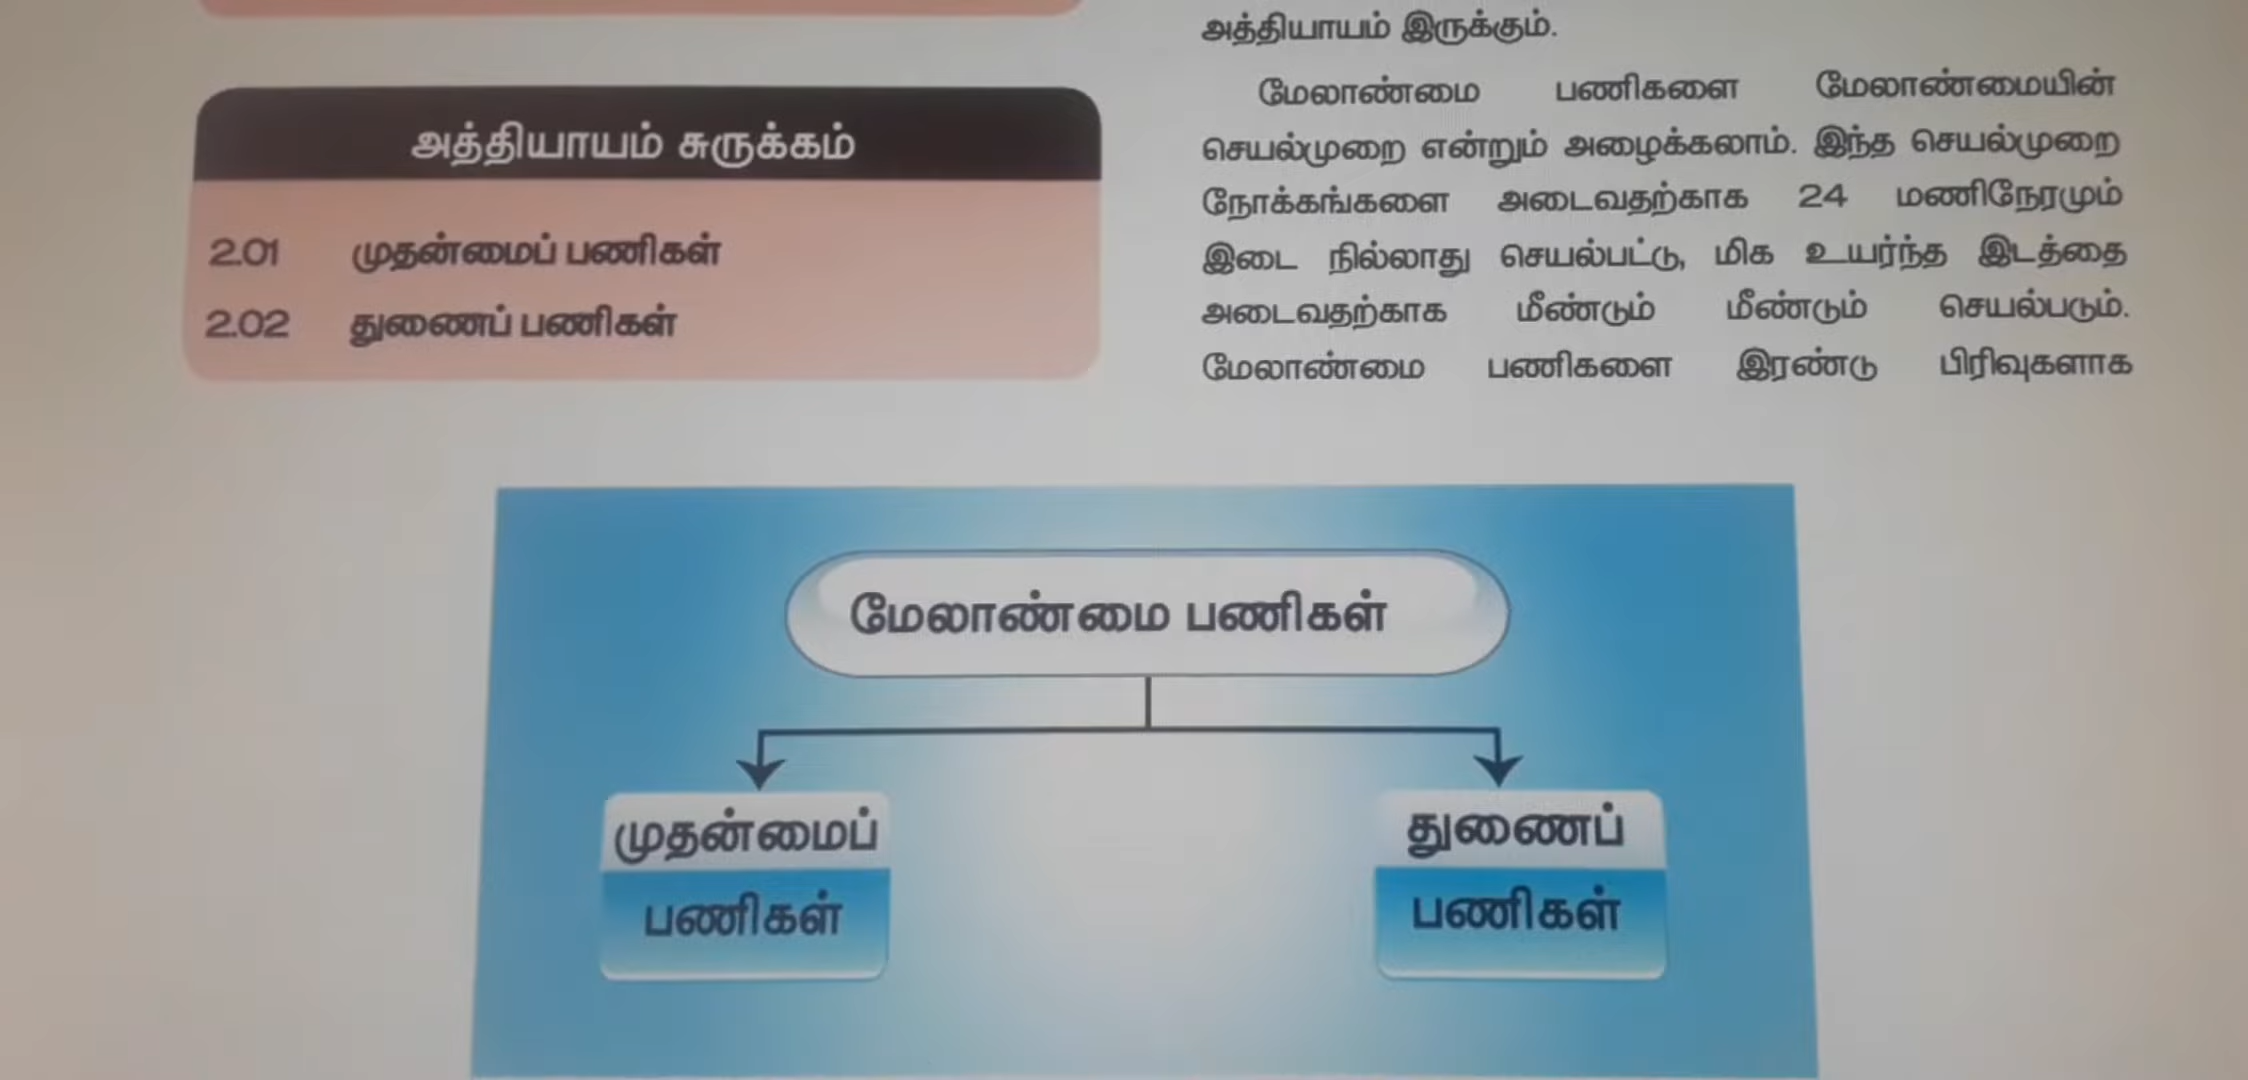 அத்தியாயம் சுருக்கம்
2.01 முதன்மைப் பணிகள்
2.02 துணைப் பணிகள்
அத்தியாயம் இருக்கும்.
மேலாண்மை பணிகளை மேலாண்மையின்
செயல்முறை என்றும் அழைக்கலாம். இந்த செயல்முறை
நோக்கங்களை அடைவதற்காக 24 மணிநேரமும்
இடை நில்லாது செயல்பட்டு, மிக உயர்ந்த இடத்தை
அடைவதற்காக மீண்டும் மீண்டும் செயல்படும்.
மேலாண்மை பணிகளை இரண்டு பிரிவுகளாக
மேலாண்மை பணிகள்
முதன்மைப்
பணிகள்
துணைப்
பணிகள்